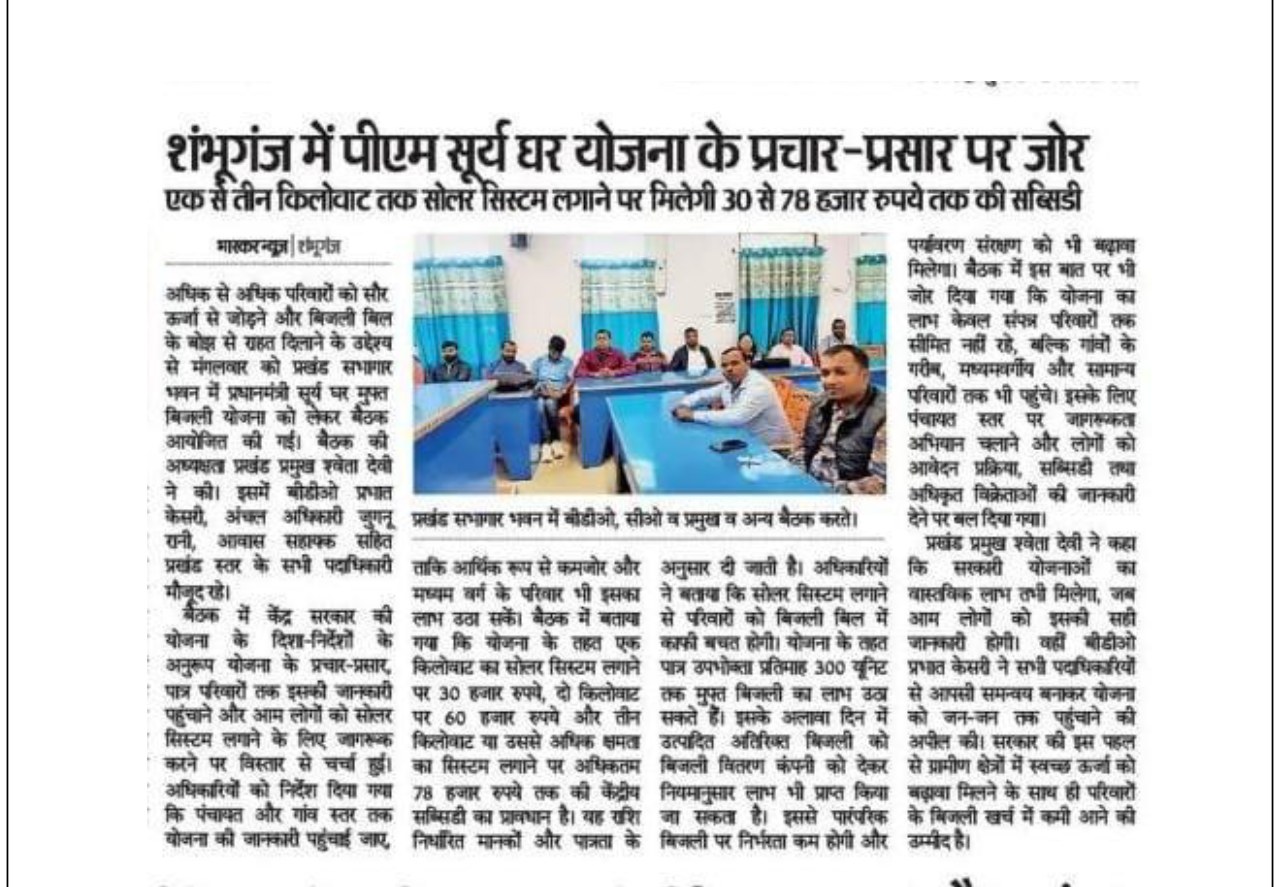 शंभूगंज में पीएम सूर्य घर योजना के प्रचार-प्रसार पर जोर
एक से तीन किलोवाट तक सोलर सिस्टम लगाने पर मिलेगी 30 से 78 हजार रुपये तक की सब्सिडी
भास्कर न्यूज | शंभूगंज
अधिक से अधिक परिवारों को सौर
ऊर्जा से जोड़ने और बिजली बिल
के बोझ से राहत दिलाने के उद्देश्य
से मंगलवार को प्रखंड सभागार
भवन में प्रधानमंत्री सूर्य घर मुफ्त
बिजली योजना को लेकर बैठक
आयोजित की गई। बैठक की
अध्यक्षता प्रखंड प्रमुख श्वेता देवी
ने की। इसमें बीडीओ प्रभात
केसरी, अंचल अधिकारी जुगनू
रानी, आवास सहायक सहित
प्रखंड स्तर के सभी पदाधिकारी
मौजूद रहे।
बैठक में केंद्र सरकार की
योजना के दिशा-निर्देशों के
अनुरूप योजना के प्रचार-प्रसार,
पात्र परिवारों तक इसकी जानकारी
पहुंचाने और आम लोगों को सोलर
सिस्टम लगाने के लिए जागरूक
करने पर विस्तार से चर्चा हुई।
अधिकारियों को निर्देश दिया गया
कि पंचायत और गांव स्तर तक
योजना की जानकारी पहुंचाई जाए,
प्रखंड सभागार भवन में बीडीओ, सीओ व प्रमुख व अन्य बैठक करते।
ताकि आर्थिक रूप से कमजोर और
मध्यम वर्ग के परिवार भी इसका
लाभ उठा सकें। बैठक में बताया
गया कि योजना के तहत एक
किलोवाट का सोलर सिस्टम लगाने
पर 30 हजार रुपये, दो किलोवाट
पर 60 हजार रुपये और तीन
किलोवाट या उससे अधिक क्षमता
का सिस्टम लगाने पर अधिकतम
78 हजार रुपये तक की केंद्रीय
सब्सिडी का प्रावधान है। यह राशि
निर्धारित मानकों और पात्रता के
अनुसार दी जाती है। अधिकारियों
ने बताया कि सोलर सिस्टम लगाने
से परिवारों को बिजली बिल में
काफी बचत होगी। योजना के तहत
पात्र उपभोक्ता प्रतिमाह 300 यूनिट
तक मुफ्त बिजली का लाभ उठा
सकते हैं। इसके अलावा दिन में
उत्पादित अतिरिक्त बिजली को
बिजली वितरण कंपनी को देकर
नियमानुसार लाभ भी प्राप्त किया
जा सकता है। इससे पारंपरिक
बिजली पर निर्भरता कम होगी और
पर्यावरण संरक्षण को भी बढ़ावा
मिलेगा। बैठक में इस बात पर भी
जोर दिया गया कि योजना का
लाभ केवल संपन्न परिवारों तक
सीमित नहीं रहे, बल्कि गांवों के
गरीब, मध्यमवर्गीय और सामान्य
परिवारों तक भी पहुंचे। इसके लिए
पंचायत स्तर पर जागरूकता
अभियान चलाने और लोगों को
आवेदन प्रक्रिया, सब्सिडी तथा
अधिकृत विक्रेताओं की जानकारी
देने पर बल दिया गया।
प्रखंड प्रमुख श्वेता देवी ने कहा
कि सरकारी योजनाओं का
वास्तविक लाभ तभी मिलेगा, जब
आम लोगों को इसकी सही
जानकारी होगी। वहीं बीडीओ
प्रभात केसरी ने सभी पदाधिकारियों
से आपसी समन्वय बनाकर योजना
को जन-जन तक पहुंचाने की
अपील की। सरकार की इस पहल
से ग्रामीण क्षेत्रों में स्वच्छ ऊर्जा को
बढ़ावा मिलने के साथ ही परिवारों
के बिजली खर्च में कमी आने की
उम्मीद है।